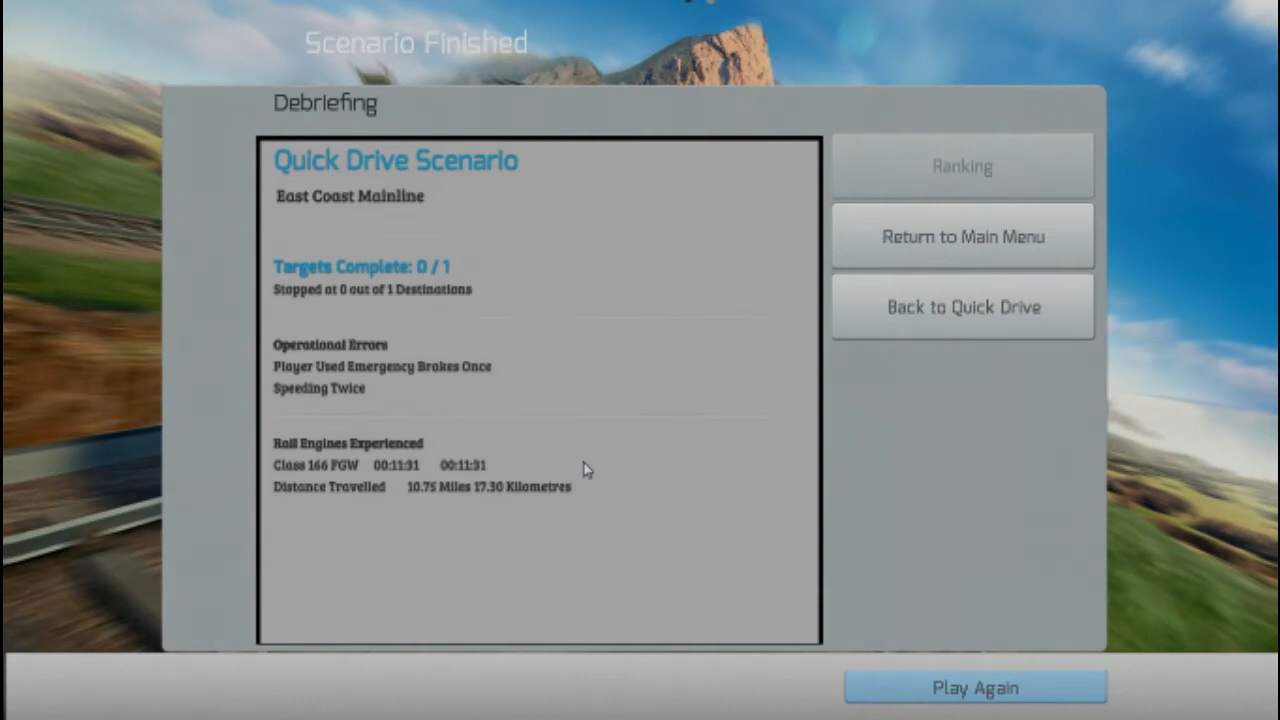 Scenario Finished
Debriefing
Quick Drive Scenario
East Coast Mainline
Targets Complete: 0 / 1
Stopped at 0 out of 1 Destinations
Operational Errors
Player Used Emergency Brakes Once
Speeding Twice
Rail Engines Experienced
Class 166 FGW 00:11:31 00:11:31
Distance Travelled 10.75 Miles 17.30 Kilometres
Ranking
Return to Main Menu
Back to Quick Drive
Play Again